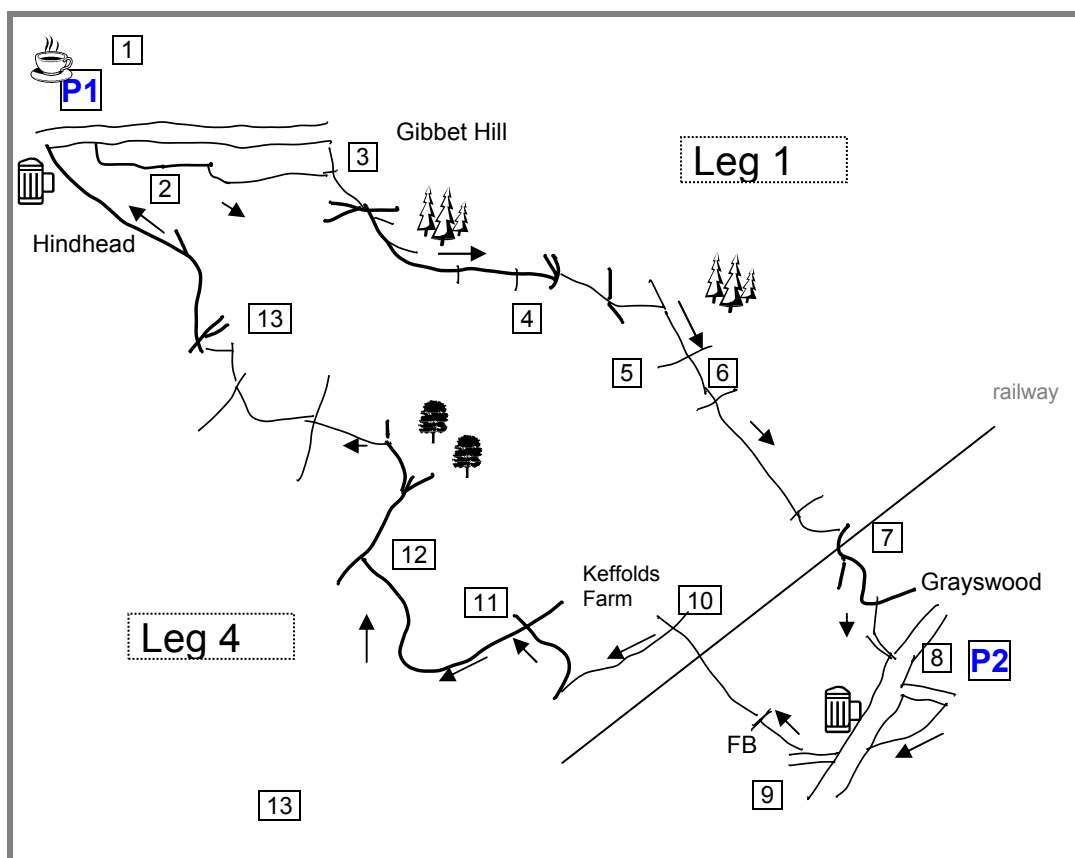 1
P1
Gibbet Hill
3
Leg 1
2
Hindhead
13
4
5
6
railway
12
7
Keffolds
Farm
11
10
Grayswood
Leg 4
8
P2
FB
9
13